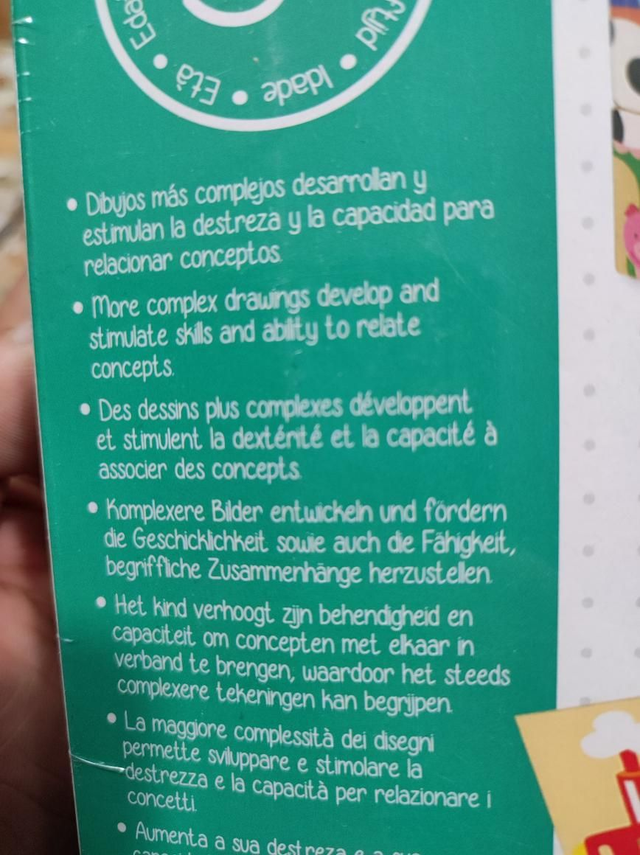 Edad • Età • Idade • Leeftijd
• Dibujos más complejos desarrollan y
estimulan la destreza y la capacidad para
relacionar conceptos.
• More complex drawings develop and
stimulate skills and ability to relate
concepts.
• Des dessins plus complexes développent
et stimulent la dextérité et la capacité à
associer des concepts.
• Komplexere Bilder entwickeln und fördern
die Geschicklichkeit sowie auch die Fähigkeit,
begriffliche Zusammenhänge herzustellen.
• Het kind verhoogt zijn behendigheid en
capaciteit om concepten met elkaar in
verband te brengen, waardoor het steeds
complexere tekeningen kan begrijpen.
• La maggiore complessità dei disegni
permette sviluppare e stimolare la
destrezza e la capacità per relazionare i
concetti.
• Aumenta a sua destreza e a